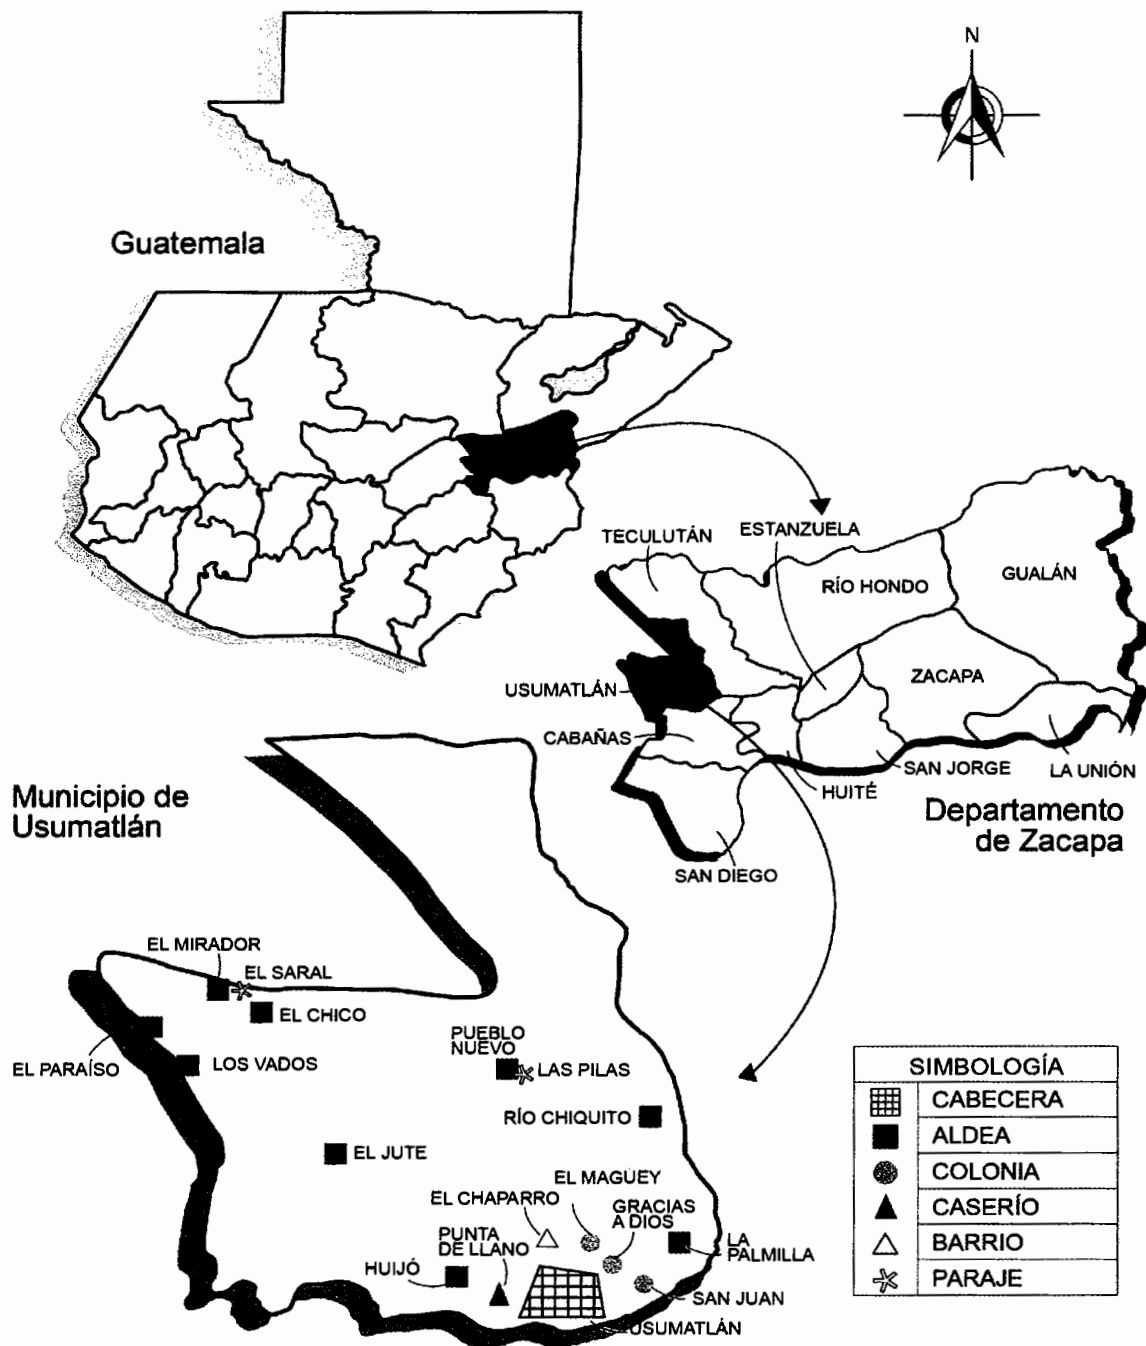 N
Guatemala
TECULUTÁN
ESTANZUELA
RÍO HONDO
GUALÁN
ZACAPA
USUMATLÁN
CABAÑAS
SAN JORGE
LA UNIÓN
HUITÉ
SAN DIEGO
Departamento
de Zacapa
Municipio de
Usumatlán
EL MIRADOR
EL SARAL
EL CHICO
EL PARAÍSO
LOS VADOS
PUEBLO
NUEVO
LAS PILAS
RÍO CHIQUITO
EL JUTE
EL MAGÜEY
EL CHAPARRO
GRACIAS
A DIOS
PUNTA
DE LLANO
LA
PALMILLA
HUIJÓ
SAN JUAN
USUMATLÁN
SIMBOLOGÍA
CABECERA
ALDEA
COLONIA
CASERÍO
BARRIO
PARAJE